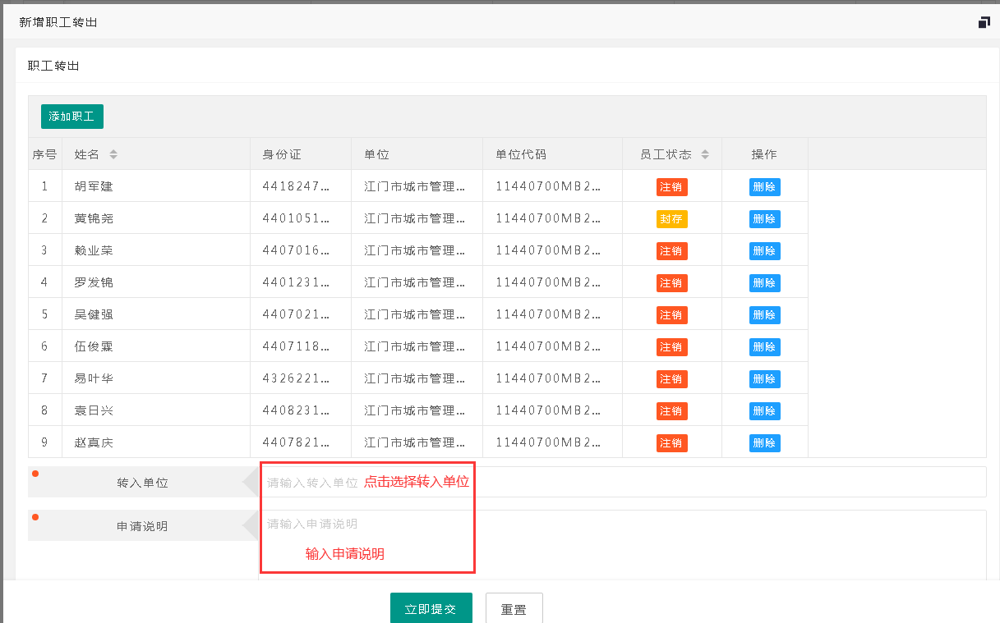 新增职工转出
职工转出
添加职工
序号 姓名 身份证 单位 单位代码 员工状态 操作
1 胡军建 4418247... 江门市城市管理... 11440700MB2... 注销 删除
2 黄锦尧 4401051... 江门市城市管理... 11440700MB2... 封存 删除
3 赖业荣 4407016... 江门市城市管理... 11440700MB2... 注销 删除
4 罗发锦 4401231... 江门市城市管理... 11440700MB2... 注销 删除
5 吴健强 4407021... 江门市城市管理... 11440700MB2... 注销 删除
6 伍俊霖 4407118... 江门市城市管理... 11440700MB2... 注销 删除
7 易叶华 4326221... 江门市城市管理... 11440700MB2... 注销 删除
8 袁日兴 4408231... 江门市城市管理... 11440700MB2... 注销 删除
9 赵真庆 4407821... 江门市城市管理... 11440700MB2... 注销 删除
转入单位 请输入转入单位 点击选择转入单位
申请说明 请输入申请说明
输入申请说明
立即提交 重置